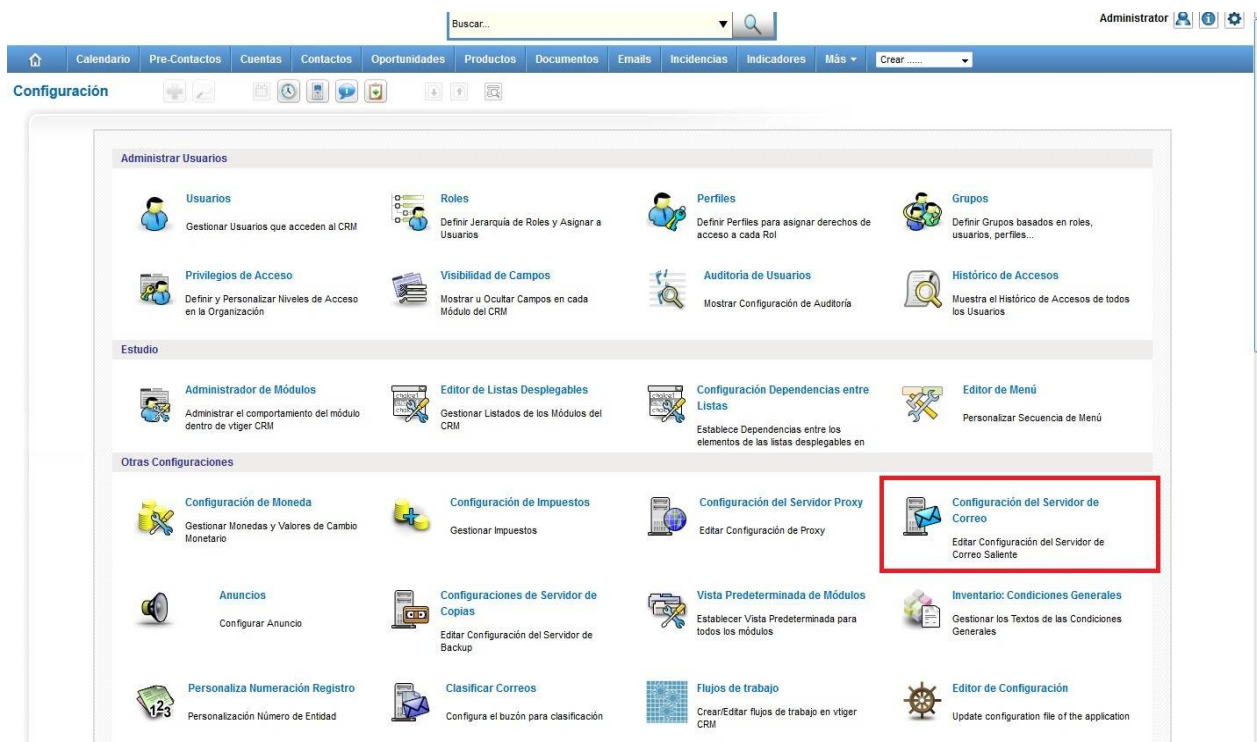 Buscar...
Administrator
Calendario Pre-Contactos Cuentas Contactos Oportunidades Productos Documentos Emails Incidencias Indicadores Más Crear ......
Configuración
Administrar Usuarios
Usuarios
Gestionar Usuarios que acceden al CRM
Roles
Definir Jerarquía de Roles y Asignar a
Usuarios
Perfiles
Definir Perfiles para asignar derechos de
acceso a cada Rol
Grupos
Definir Grupos basados en roles,
usuarios, perfiles...
Privilegios de Acceso
Definir y Personalizar Niveles de Acceso
en la Organización
Visibilidad de Campos
Mostrar u Ocultar Campos en cada
Módulo del CRM
Auditoría de Usuarios
Mostrar Configuración de Auditoría
Histórico de Accesos
Muestra el Histórico de Accesos de todos
los Usuarios
Estudio
Administrador de Módulos
Administrar el comportamiento del módulo
dentro de vtiger CRM
Editor de Listas Desplegables
Gestionar Listados de los Módulos del
CRM
Configuración Dependencias entre
Listas
Establece Dependencias entre los
elementos de las listas desplegables en
Editor de Menú
Personalizar Secuencia de Menú
Otras Configuraciones
Configuración de Moneda
Gestionar Monedas y Valores de Cambio
Monetario
Configuración de Impuestos
Gestionar Impuestos
Configuración del Servidor Proxy
Editar Configuración de Proxy
Configuración del Servidor de
Correo
Editar Configuración del Servidor de
Correo Saliente
Anuncios
Configurar Anuncio
Configuraciones de Servidor de
Copias
Editar Configuración del Servidor de
Backup
Vista Predeterminada de Módulos
Establecer Vista Predeterminada para
todos los módulos
Inventario: Condiciones Generales
Gestionar los Textos de las Condiciones
Generales
Personaliza Numeración Registro
Personalización Número de Entidad
Clasificar Correos
Configura el buzón para clasificación
Flujos de trabajo
Crear/Editar flujos de trabajo en vtiger
CRM
Editor de Configuración
Update configuration file of the application